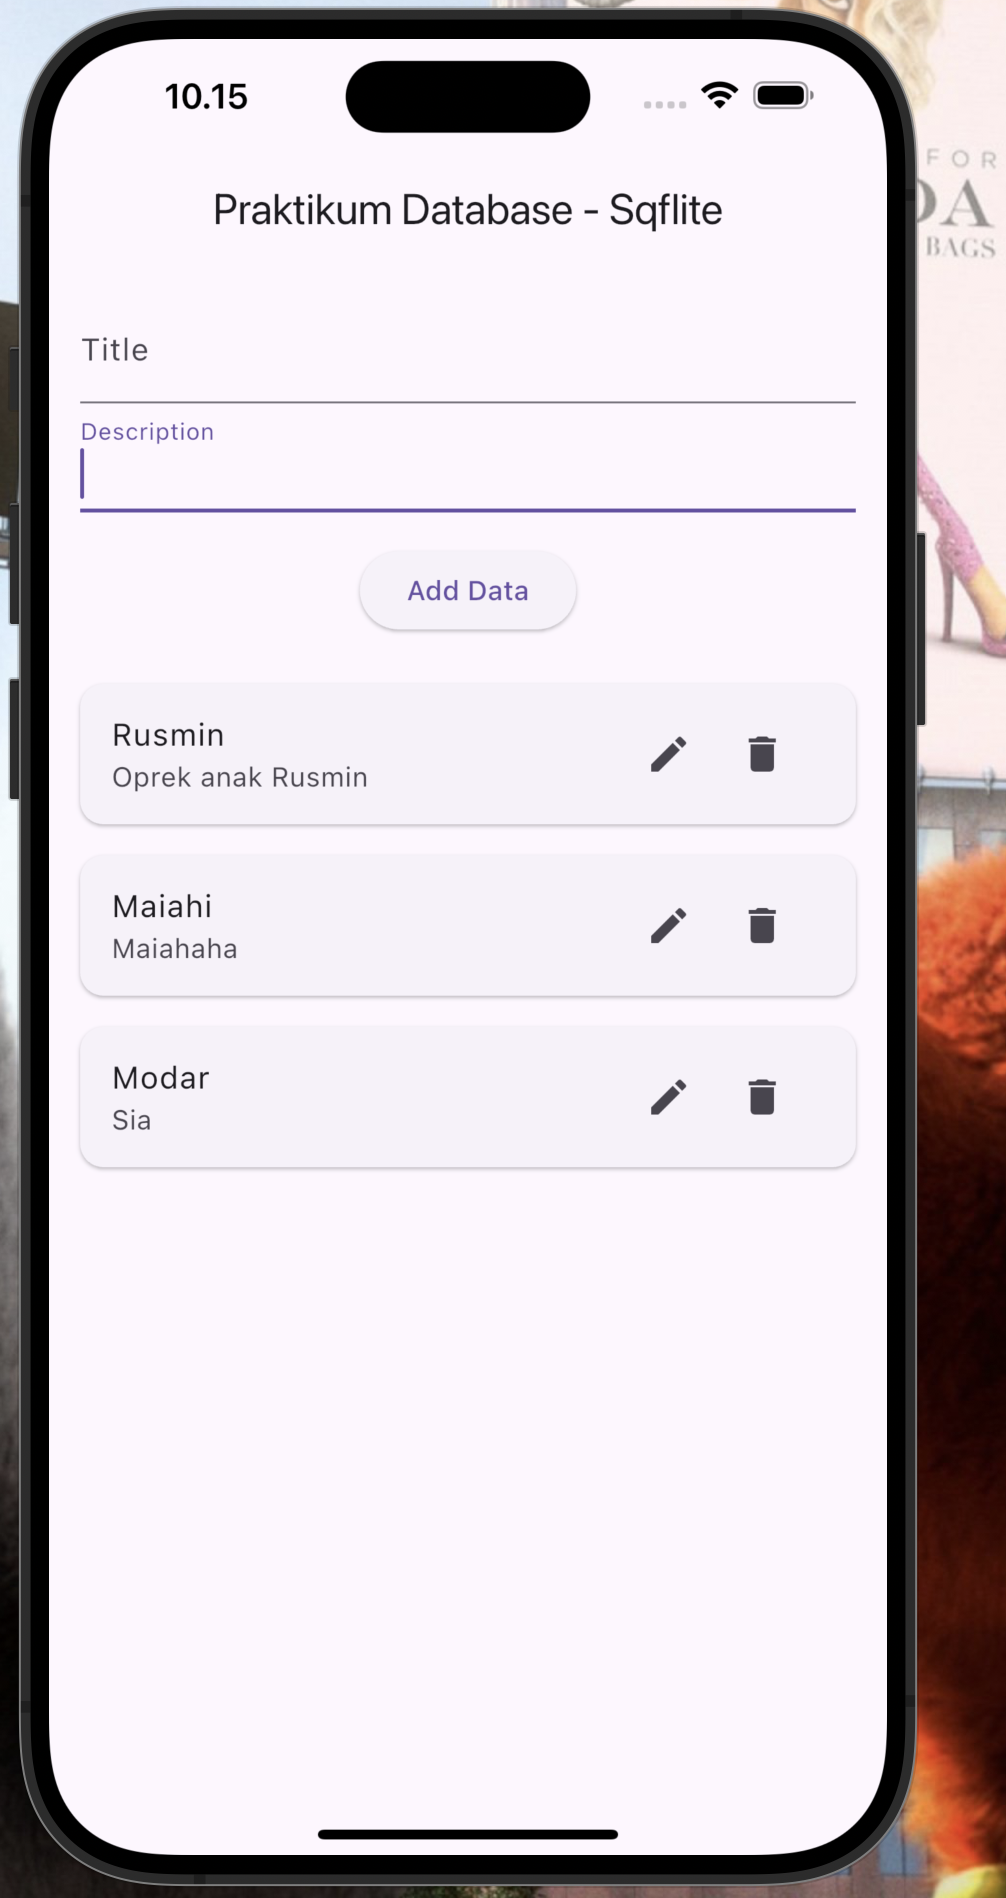 10.15
FOR
DA
BAGS
Praktikum Database - Sqflite
Title
Description
Add Data
Rusmin
Oprek anak Rusmin
Maiahi
Maiahaha
Modar
Sia